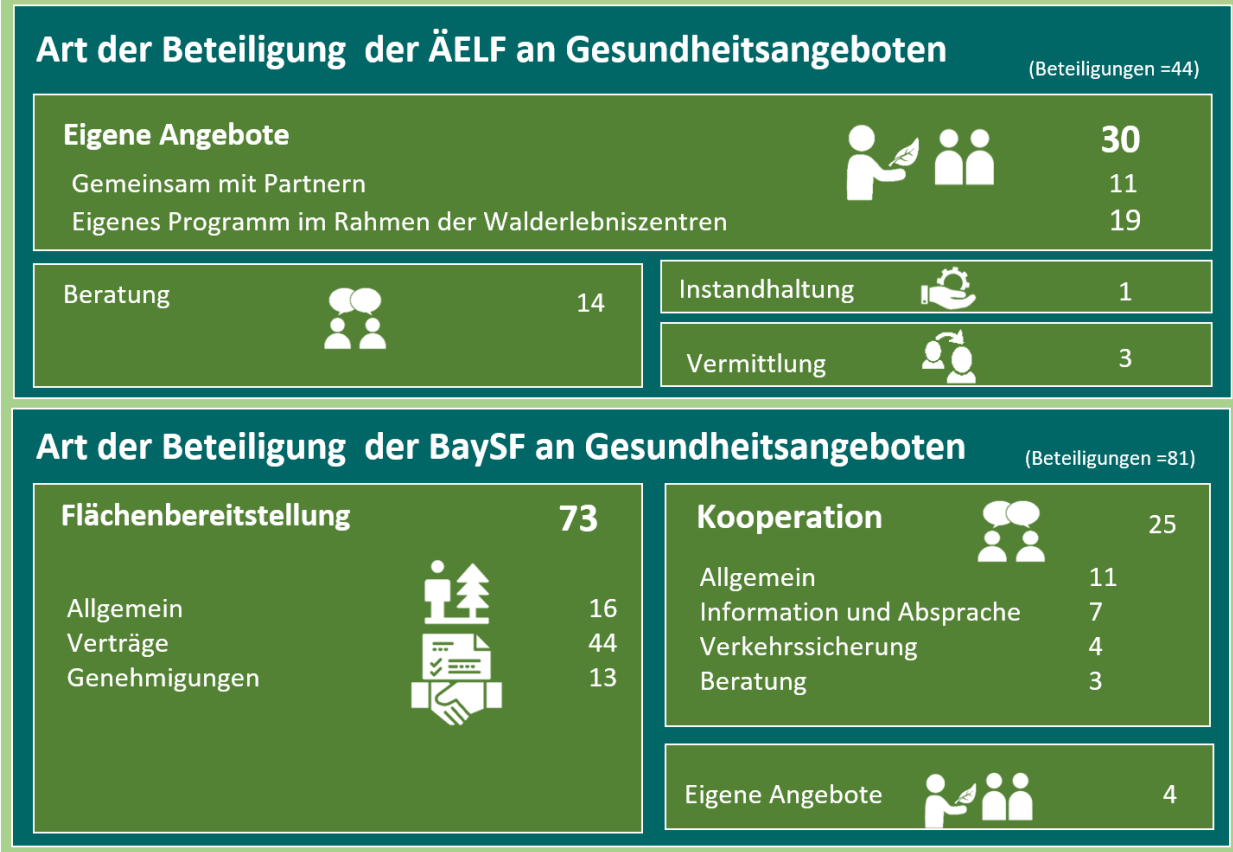 Art der Beteiligung der ÄELF an Gesundheitsangeboten
(Beteiligungen =44)
Eigene Angebote 30
Gemeinsam mit Partnern 11
Eigenes Programm im Rahmen der Walderlebniszentren 19
Beratung 14
Instandhaltung 1
Vermittlung 3
Art der Beteiligung der BaySF an Gesundheitsangeboten
(Beteiligungen =81)
Flächenbereitstellung 73
Allgemein 16
Verträge 44
Genehmigungen 13
Kooperation 25
Allgemein 11
Information und Absprache 7
Verkehrssicherung 4
Beratung 3
Eigene Angebote 4